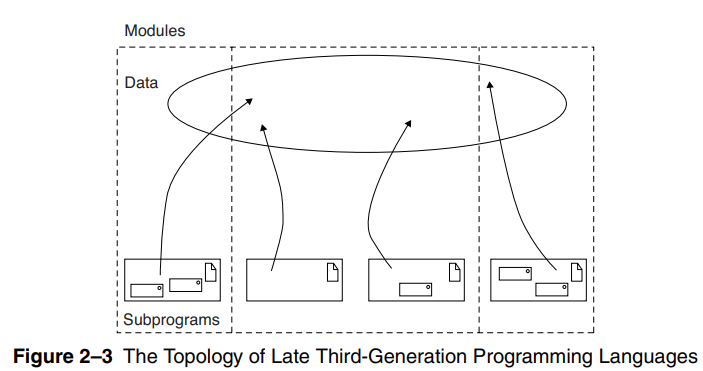 Modules
Data
Subprograms
Figure 2–3 The Topology of Late Third-Generation Programming Languages